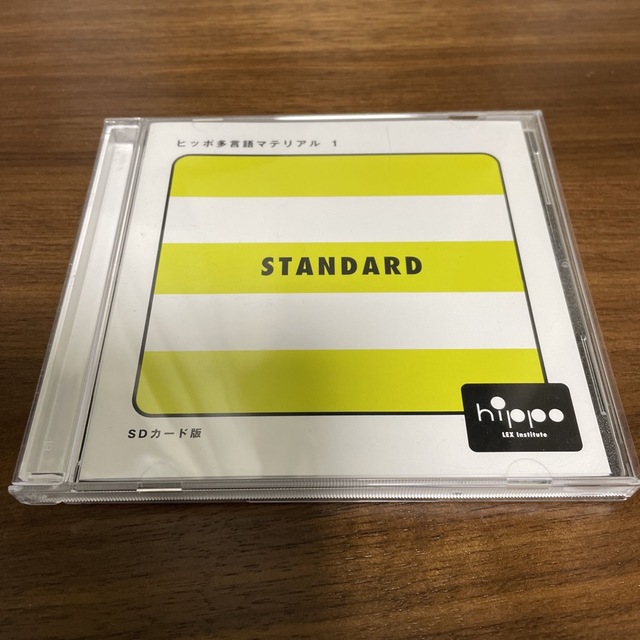 ヒッポ多言語マテリアル 1
STANDARD
hippo
LEX Institute
SDカード版